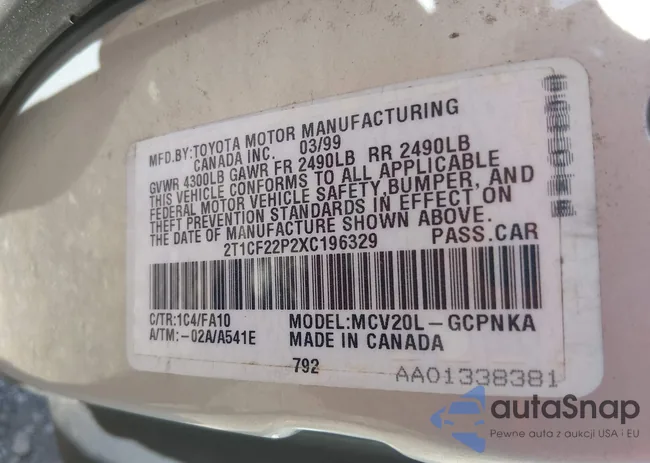 MFD.BY:TOYOTA MOTOR MANUFACTURING
CANADA INC. 03/99
GVWR 4300LB GAWR FR 2490LB RR 2490LB
THIS VEHICLE CONFORMS TO ALL APPLICABLE
FEDERAL MOTOR VEHICLE SAFETY,BUMPER, AND
THEFT PREVENTION STANDARDS IN EFFECT ON
THE DATE OF MANUFACTURE SHOWN ABOVE.
2T1CF22P2XC196329 PASS.CAR
C/TR:1C4/FA10 MODEL:MCV20L-GCPNKA
A/TM:-02A/A541E MADE IN CANADA
792
AA01338381
autaSnap
Pewne auta z aukcji USA i EU